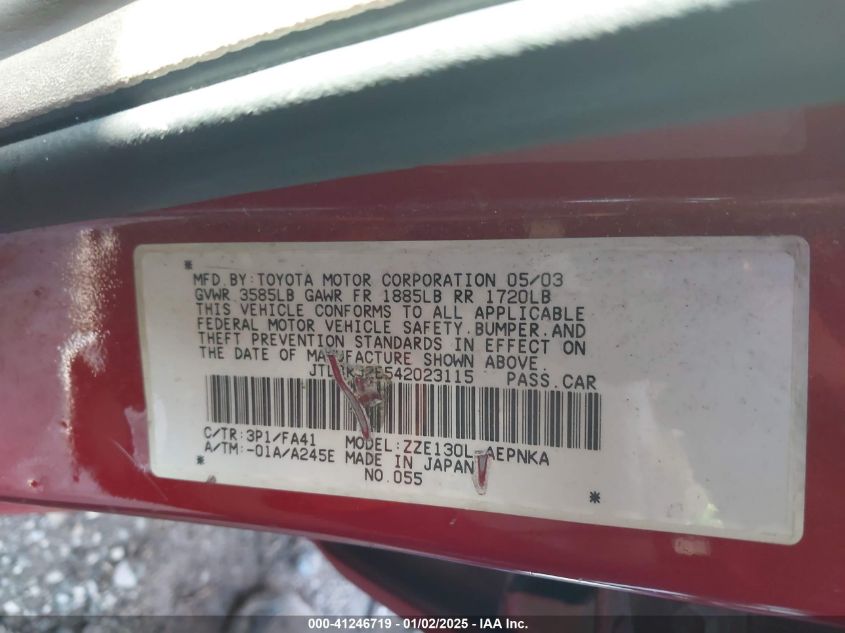 *
MFD.BY:TOYOTA MOTOR CORPORATION 05/03
GVWR 3585LB GAWR FR 1885LB RR 1720LB
THIS VEHICLE CONFORMS TO ALL APPLICABLE
FEDERAL MOTOR VEHICLE SAFETY,BUMPER,AND
THEFT PREVENTION STANDARDS IN EFFECT ON
THE DATE OF MANUFACTURE SHOWN ABOVE.
542023115 PASS.CAR
C/TR:3P1/FA41 MODEL:ZZE130L-AEPNKA
A/TM:-01A/A245E MADE IN JAPAN
* NO.055 *
000-41246719 - 01/02/2025 - IAA Inc.